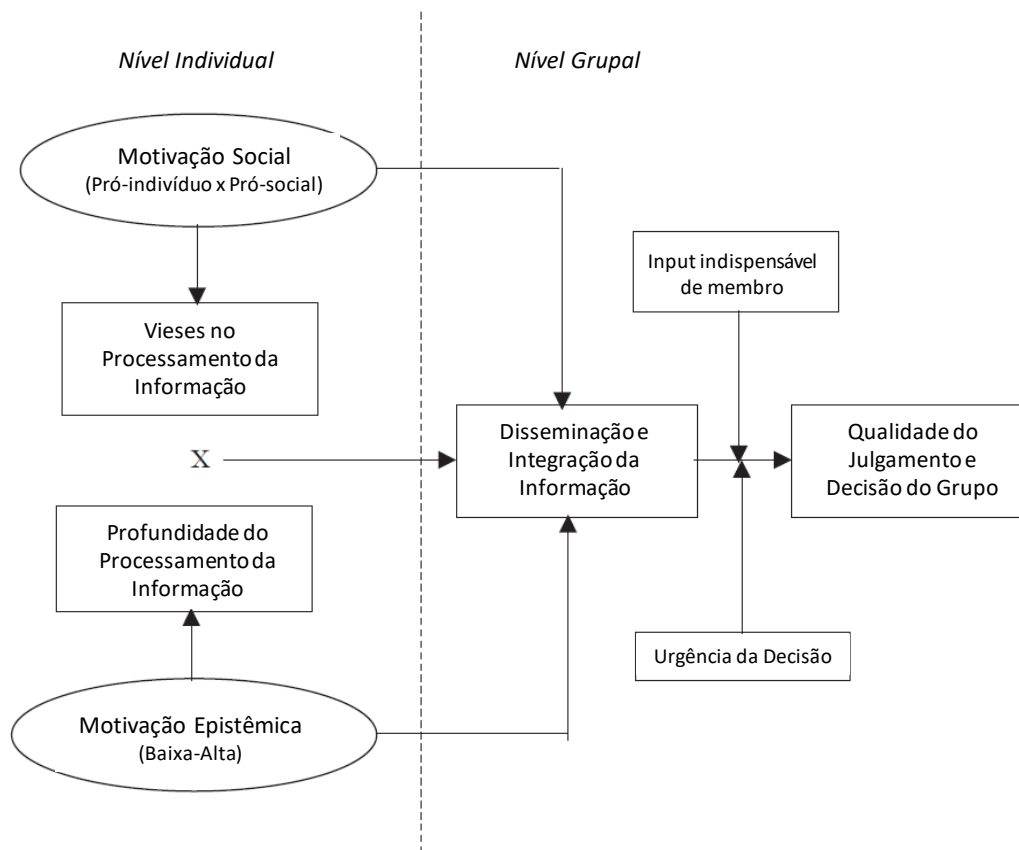 Nível Individual
Nível Grupal
Motivação Social
(Pró-indivíduo x Pró-social)
Input indispensável
de membro
Vieses no
Processamento da
Informação
Disseminação e
Integração da
Informação
Qualidade do
Julgamento e
Decisão do Grupo
X
Profundidade do
Processamento da
Informação
Urgência da Decisão
Motivação Epistêmica
(Baixa-Alta)